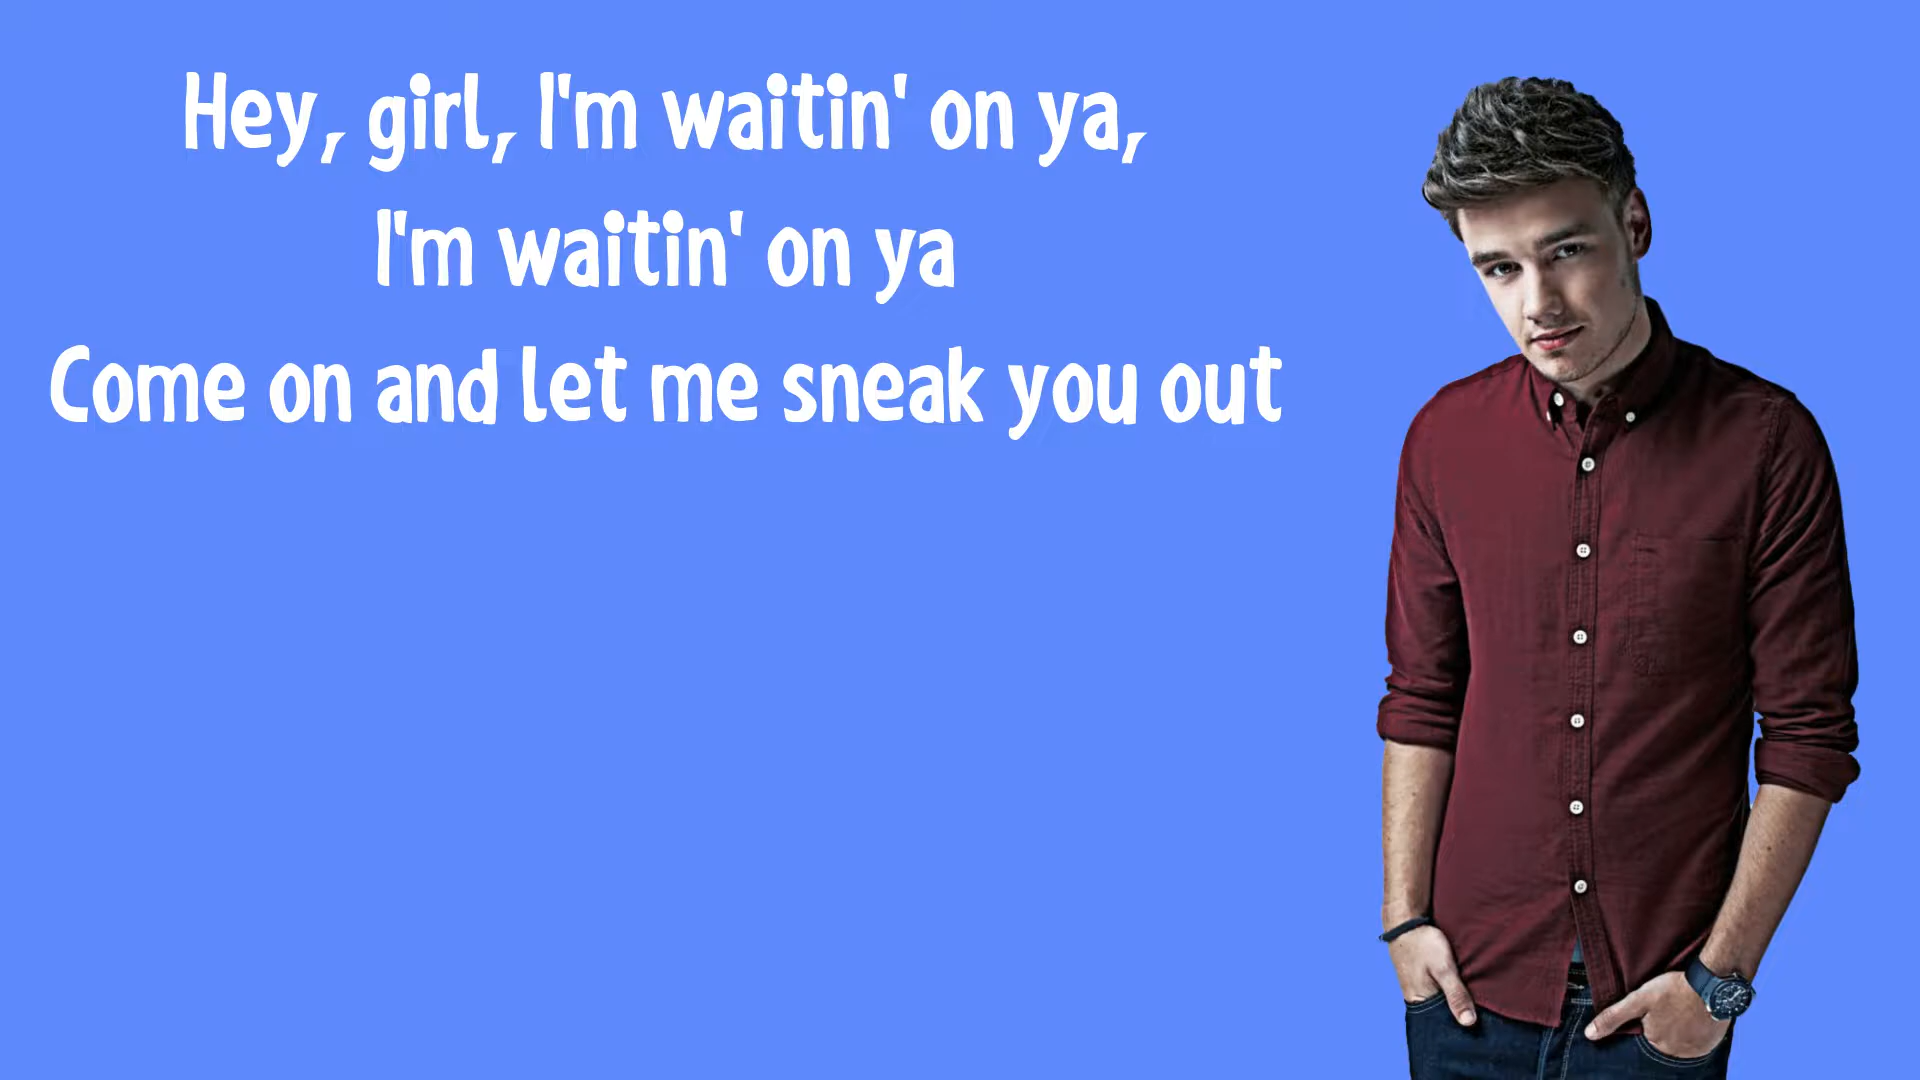 Hey, girl, I'm waitin' on ya,
I'm waitin' on ya
Come on and let me sneak you out